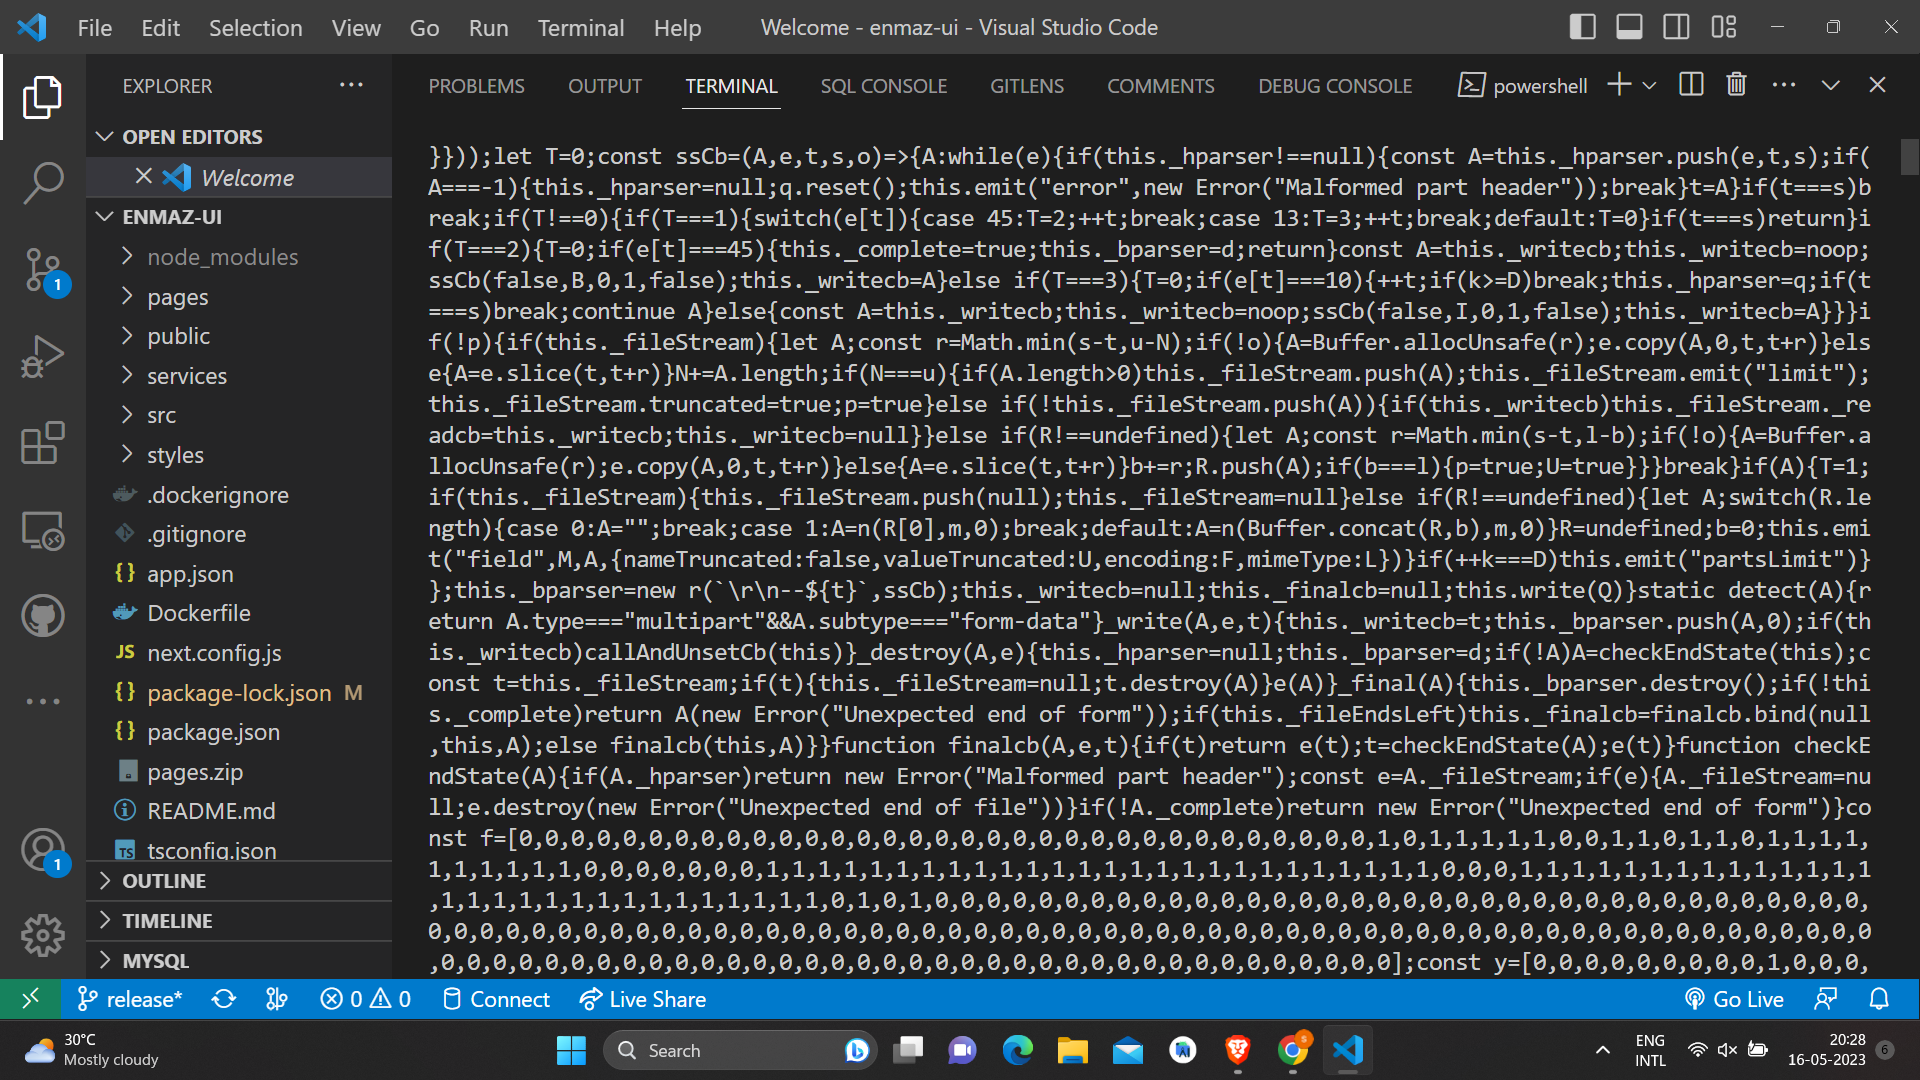 File Edit Selection View Go Run Terminal Help Welcome - enmaz-ui - Visual Studio Code
EXPLORER
OPEN EDITORS
Welcome
ENMAZ-UI
node_modules
pages
public
services
src
styles
.dockerignore
.gitignore
app.json
Dockerfile
next.config.js
package-lock.json M
package.json
pages.zip
README.md
tsconfig.json
OUTLINE
TIMELINE
MYSQL
1
1
PROBLEMS OUTPUT TERMINAL SQL CONSOLE GITLENS COMMENTS DEBUG CONSOLE powershell
}}}));let T=0;const ssCb=(A,e,t,s,o)=>{A:while(e){if(this._hparser!==null){const A=this._hparser.push(e,t,s);if(
A===-1){this._hparser=null;q.reset();this.emit("error",new Error("Malformed part header"));break}t=A}if(t===s)b
reak;if(T!==0){if(T===1){switch(e[t]){case 45:T=2;++t;break;case 13:T=3;++t;break;default:T=0}if(t===s)return}i
f(T===2){T=0;if(e[t]===45){this._complete=true;this._bparser=d;return}const A=this._writecb;this._writecb=noop;
ssCb(false,B,0,1,false);this._writecb=A}else if(T===3){T=0;if(e[t]===10){++t;if(k>=D)break;this._hparser=q;if(t
===s)break;continue A}else{const A=this._writecb;this._writecb=noop;ssCb(false,I,0,1,false);this._writecb=A}}}i
f(!p){if(this._fileStream){let A;const r=Math.min(s-t,u-N);if(!o){A=Buffer.allocUnsafe(r);e.copy(A,0,t,t+r)}els
e{A=e.slice(t,t+r)}N+=A.length;if(N===u){if(A.length>0)this._fileStream.push(A);this._fileStream.emit("limit");
this._fileStream.truncated=true;p=true}else if(!this._fileStream.push(A)){if(this._writecb)this._fileStream._re
adcb=this._writecb;this._writecb=null}}else if(R!==undefined){let A;const r=Math.min(s-t,l-b);if(!o){A=Buffer.a
llocUnsafe(r);e.copy(A,0,t,t+r)}else{A=e.slice(t,t+r)}b+=r;R.push(A);if(b===l){p=true;U=true}}}break}if(A){T=1;
if(this._fileStream){this._fileStream.push(null);this._fileStream=null}else if(R!==undefined){let A;switch(R.le
ngth){case 0:A="";break;case 1:A=n(R[0],m,0);break;default:A=n(Buffer.concat(R,b),m,0)}R=undefined;b=0;this.emi
t("field",M,A,{nameTruncated:false,valueTruncated:U,encoding:F,mimeType:L})}if(++k===D)this.emit("partsLimit")}
};this._bparser=new r(`\r\n--${t}`,ssCb);this._writecb=null;this._finalcb=null;this.write(Q)}static detect(A){r
eturn A.type==="multipart"&&A.subtype==="form-data"}_write(A,e,t){this._writecb=t;this._bparser.push(A,0);if(th
is._writecb)callAndUnsetCb(this)}_destroy(A,e){this._hparser=null;this._bparser=d;if(!A)A=checkEndState(this);c
onst t=this._fileStream;if(t){this._fileStream=null;t.destroy(A)}e(A)}_final(A){this._bparser.destroy();if(!thi
s._complete)return A(new Error("Unexpected end of form"));if(this._fileEndsLeft)this._finalcb=finalcb.bind(null
,this,A);else finalcb(this,A)}}function finalcb(A,e,t){if(t)return e(t);t=checkEndState(A);e(t)}function checkE
ndState(A){if(A._hparser)return new Error("Malformed part header");const e=A._fileStream;if(e){A._fileStream=nu
ll;e.destroy(new Error("Unexpected end of file"))}if(!A._complete)return new Error("Unexpected end of form")}co
nst f=[0,0,0,0,0,0,0,0,0,0,0,0,0,0,0,0,0,0,0,0,0,0,0,0,0,0,0,0,0,0,0,0,0,1,0,1,1,1,1,1,0,0,1,1,0,1,1,0,1,1,1,1,
1,1,1,1,1,1,0,0,0,0,0,0,0,1,1,1,1,1,1,1,1,1,1,1,1,1,1,1,1,1,1,1,1,1,1,1,1,1,1,0,0,0,1,1,1,1,1,1,1,1,1,1,1,1,1,1
,1,1,1,1,1,1,1,1,1,1,1,1,1,1,1,0,1,0,1,0,0,0,0,0,0,0,0,0,0,0,0,0,0,0,0,0,0,0,0,0,0,0,0,0,0,0,0,0,0,0,0,0,0,0,0,
0,0,0,0,0,0,0,0,0,0,0,0,0,0,0,0,0,0,0,0,0,0,0,0,0,0,0,0,0,0,0,0,0,0,0,0,0,0,0,0,0,0,0,0,0,0,0,0,0,0,0,0,0,0,0,0
,0,0,0,0,0,0,0,0,0,0,0,0,0,0,0,0,0,0,0,0,0,0,0,0,0,0,0,0,0,0,0,0,0,0,0,0,0];const y=[0,0,0,0,0,0,0,0,0,1,0,0,0,
release* 0 0 Connect Live Share Go Live
30°C
Mostly cloudy
Search
ENG
INTL
20:28
16-05-2023
6